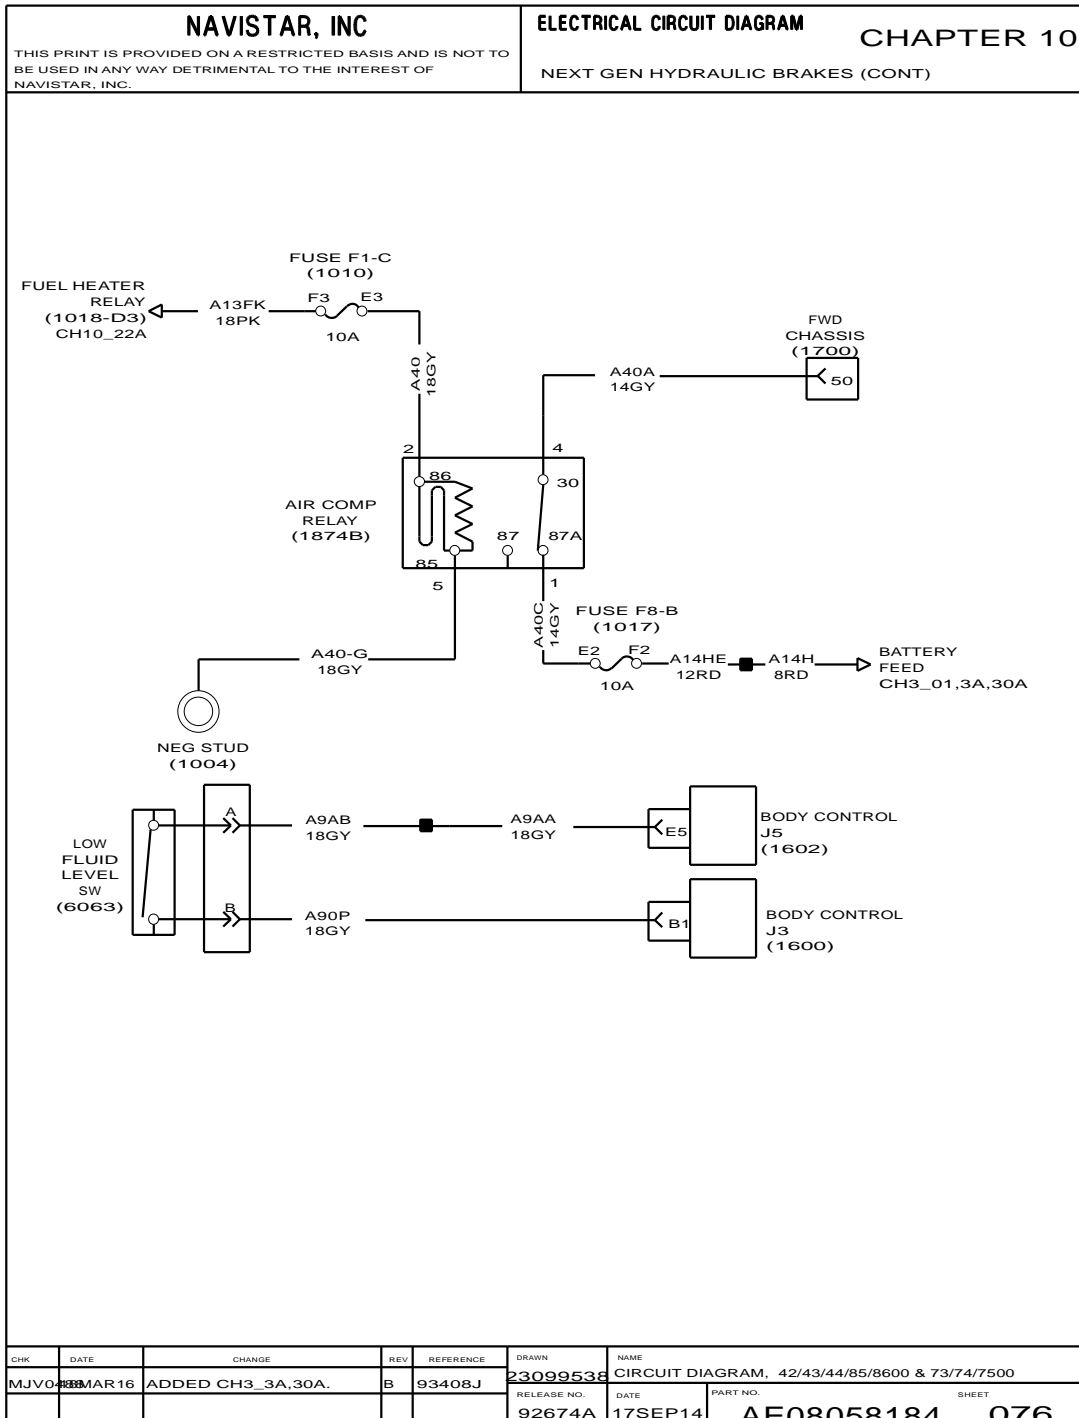 NAVISTAR, INC
THIS PRINT IS PROVIDED ON A RESTRICTED BASIS AND IS NOT TO
BE USED IN ANY WAY DETRIMENTAL TO THE INTEREST OF
NAVISTAR, INC.
ELECTRICAL CIRCUIT DIAGRAM
CHAPTER 10
NEXT GEN HYDRAULIC BRAKES (CONT)
FUSE F1-C
(1010)
FUEL HEATER
RELAY
(1018-D3)
CH10_22A
A13FK
18PK
F3
E3
10A
A40
18GY
FWD
CHASSIS
(1700)
50
A40A
14GY
2
4
86
30
AIR COMP
RELAY
(1874B)
87
87A
85
5
1
A40C
14GY
FUSE F8-B
(1017)
E2
F2
10A
A14HE
12RD
A14H
8RD
BATTERY
FEED
CH3_01,3A,30A
A40-G
18GY
NEG STUD
(1004)
LOW
FLUID
LEVEL
SW
(6063)
A
A9AB
18GY
A9AA
18GY
E5
BODY CONTROL
J5
(1602)
B
A90P
18GY
B1
BODY CONTROL
J3
(1600)
CHK
DATE
CHANGE
REV
REFERENCE
DRAWN
NAME
ADDED CH3_3A,30A.
B
93408J
23099538
CIRCUIT DIAGRAM, 42/43/44/85/8600 & 73/74/7500
RELEASE NO.
DATE
PART NO.
SHEET
92674A
17SEP14
AE08058184
076